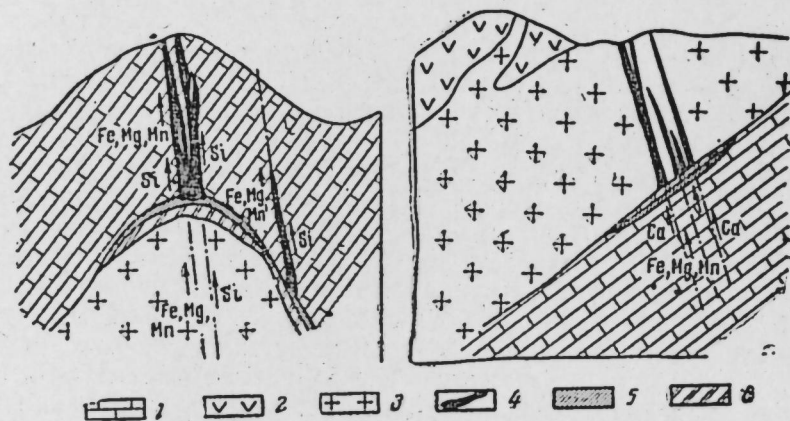 Fe, Mg, Mn
Si
Si
Fe, Mg,
Mn
Si
Fe, Mg,
Mn
Si
Ca
Ca
Fe, Mg, Mn
1 2 3 4 5 6